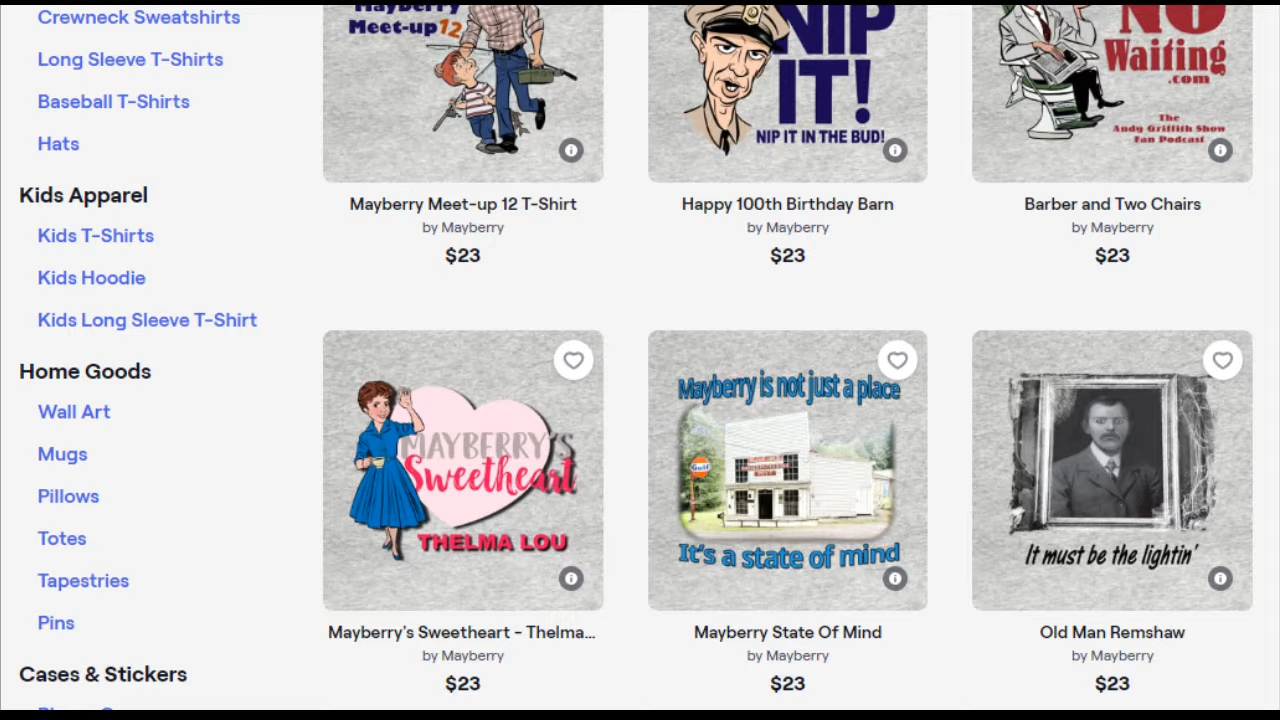 Crewneck Sweatshirts
Long Sleeve T-Shirts
Baseball T-Shirts
Hats
Kids Apparel
Kids T-Shirts
Kids Hoodie
Kids Long Sleeve T-Shirt
Home Goods
Wall Art
Mugs
Pillows
Totes
Tapestries
Pins
Cases & Stickers
Mayberry
Meet-up 12
Mayberry Meet-up 12 T-Shirt
by Mayberry
$23
NIP
IT!
NIP IT IN THE BUD!
Happy 100th Birthday Barn
by Mayberry
$23
NO
Waiting
.com
The
Andy Griffith Show
Fan Podcast
Barber and Two Chairs
by Mayberry
$23
MAYBERRY'S
Sweetheart
THELMA LOU
Mayberry's Sweetheart - Thelma...
by Mayberry
$23
Mayberry is not just a place
Gulf
It's a state of mind
Mayberry State Of Mind
by Mayberry
$23
It must be the lightin'
Old Man Remshaw
by Mayberry
$23